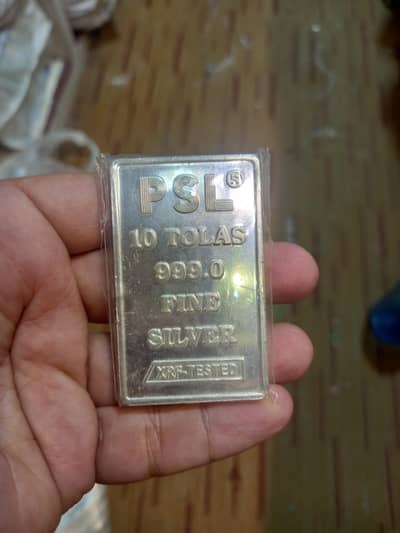 PSL®
10 TOLAS
999.0
FINE
SILVER
XRF-TESTED